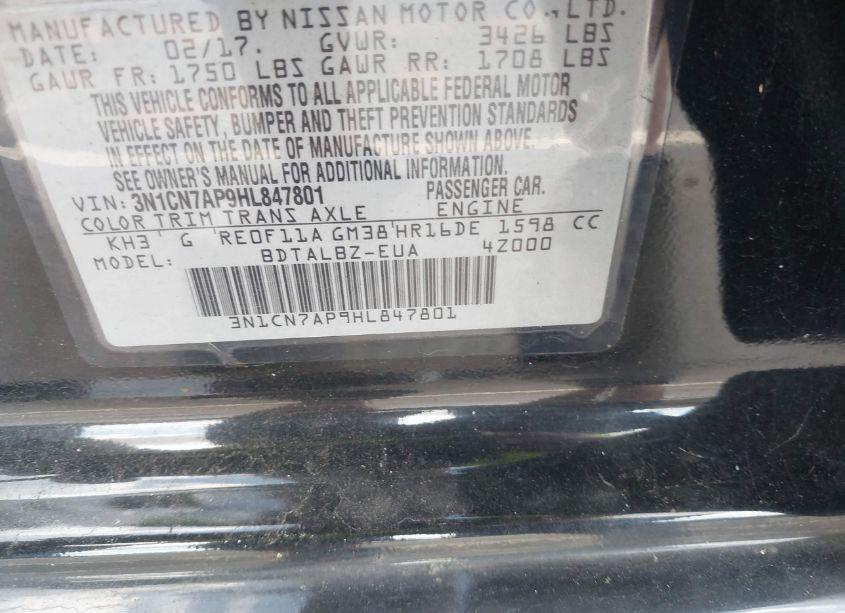 MANUFACTURED BY NISSAN MOTOR CO., LTD.
DATE: 02/17. GVWR: 3426 LBS
GAWR FR: 1750 LBS GAWR RR: 1708 LBS
THIS VEHICLE CONFORMS TO ALL APPLICABLE FEDERAL MOTOR
VEHICLE SAFETY, BUMPER AND THEFT PREVENTION STANDARDS
IN EFFECT ON THE DATE OF MANUFACTURE SHOWN ABOVE.
SEE OWNER'S MANUAL FOR ADDITIONAL INFORMATION.
VIN: 3N1CN7AP9HL847801 PASSENGER CAR.
COLOR TRIM TRANS AXLE ENGINE
KH3 G RE0F11A GM38 HR16DE 1598 CC
MODEL: BDTALBZ-EUA 4Z000
3N1CN7AP9HL847801